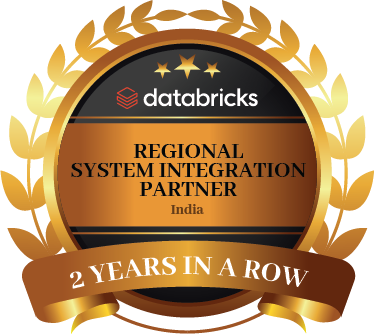 databricks
REGIONAL
SYSTEM INTEGRATION
PARTNER
India
2 YEARS IN A ROW